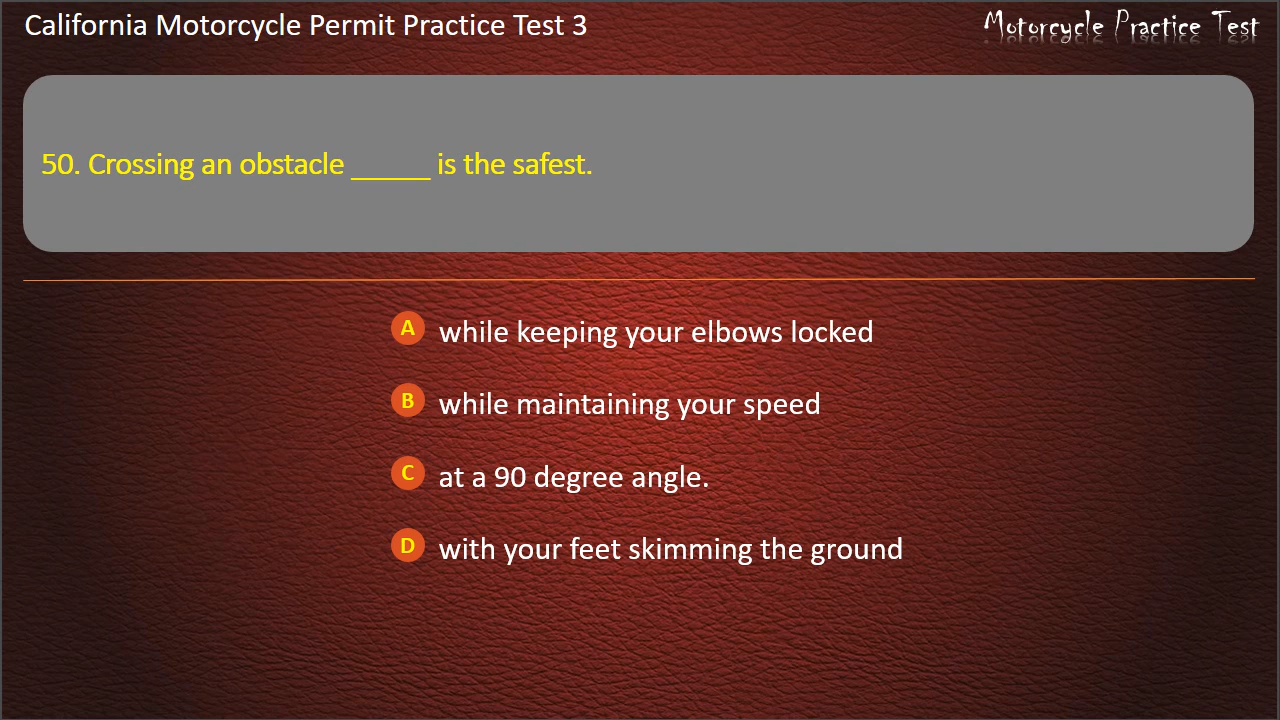 California Motorcycle Permit Practice Test 3
Motorcycle Practice Test
50. Crossing an obstacle _____ is the safest.
A while keeping your elbows locked
B while maintaining your speed
C at a 90 degree angle.
D with your feet skimming the ground